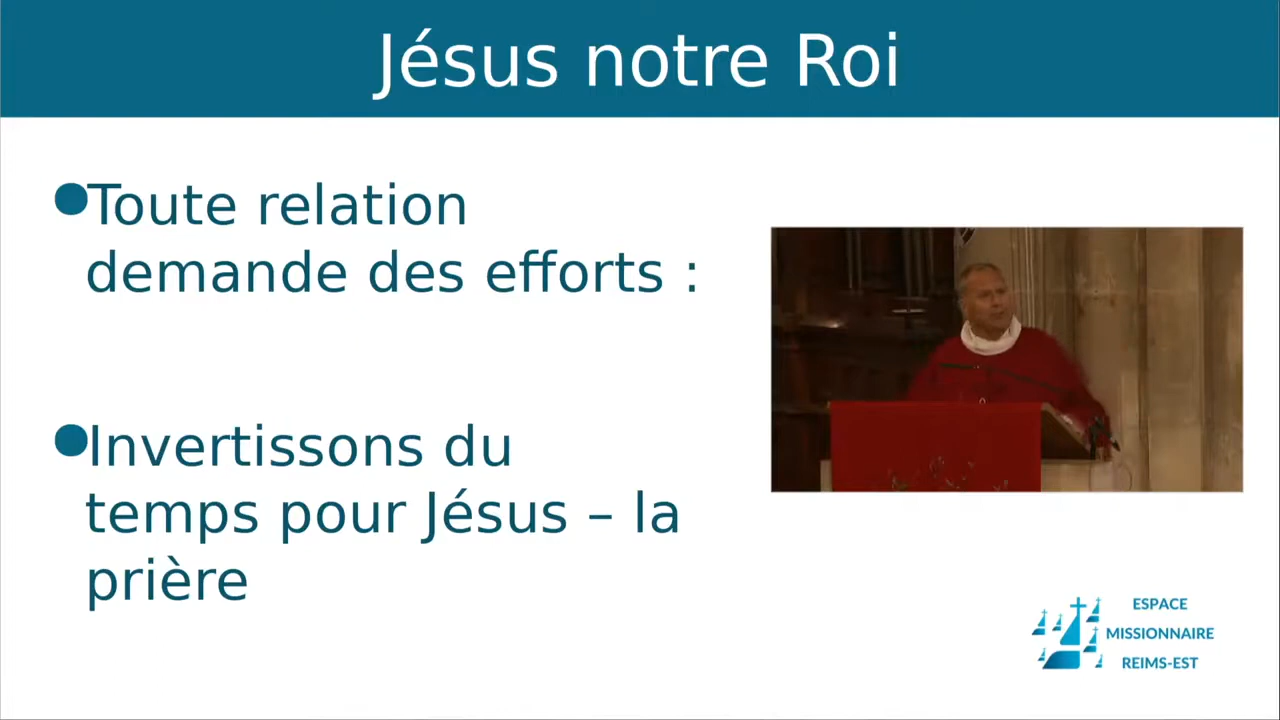 Jésus notre Roi
Toute relation
demande des efforts :
Invertissons du
temps pour Jésus – la
prière
ESPACE
MISSIONNAIRE
REIMS-EST